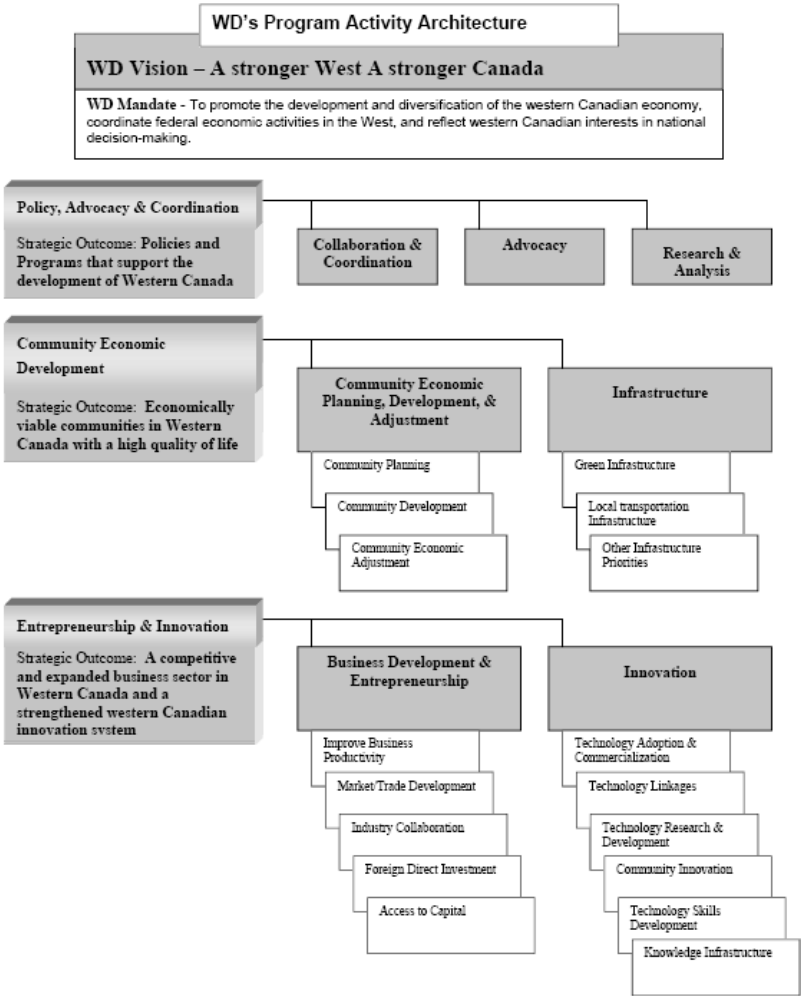 WD's Program Activity Architecture
WD Vision – A stronger West A stronger Canada
WD Mandate - To promote the development and diversification of the western Canadian economy,
coordinate federal economic activities in the West, and reflect western Canadian interests in national
decision-making.
Policy, Advocacy & Coordination
Strategic Outcome: Policies and
Programs that support the
development of Western Canada
Collaboration &
Coordination
Advocacy
Research &
Analysis
Community Economic
Development
Strategic Outcome: Economically
viable communities in Western
Canada with a high quality of life
Community Economic
Planning, Development, &
Adjustment
Community Planning
Community Development
Community Economic
Adjustment
Infrastructure
Green Infrastructure
Local transportation
Infrastructure
Other Infrastructure
Priorities
Entrepreneurship & Innovation
Strategic Outcome: A competitive
and expanded business sector in
Western Canada and a
strengthened western Canadian
innovation system
Business Development &
Entrepreneurship
Improve Business
Productivity
Market/Trade Development
Industry Collaboration
Foreign Direct Investment
Access to Capital
Innovation
Technology Adoption &
Commercialization
Technology Linkages
Technology Research &
Development
Community Innovation
Technology Skills
Development
Knowledge Infrastructure